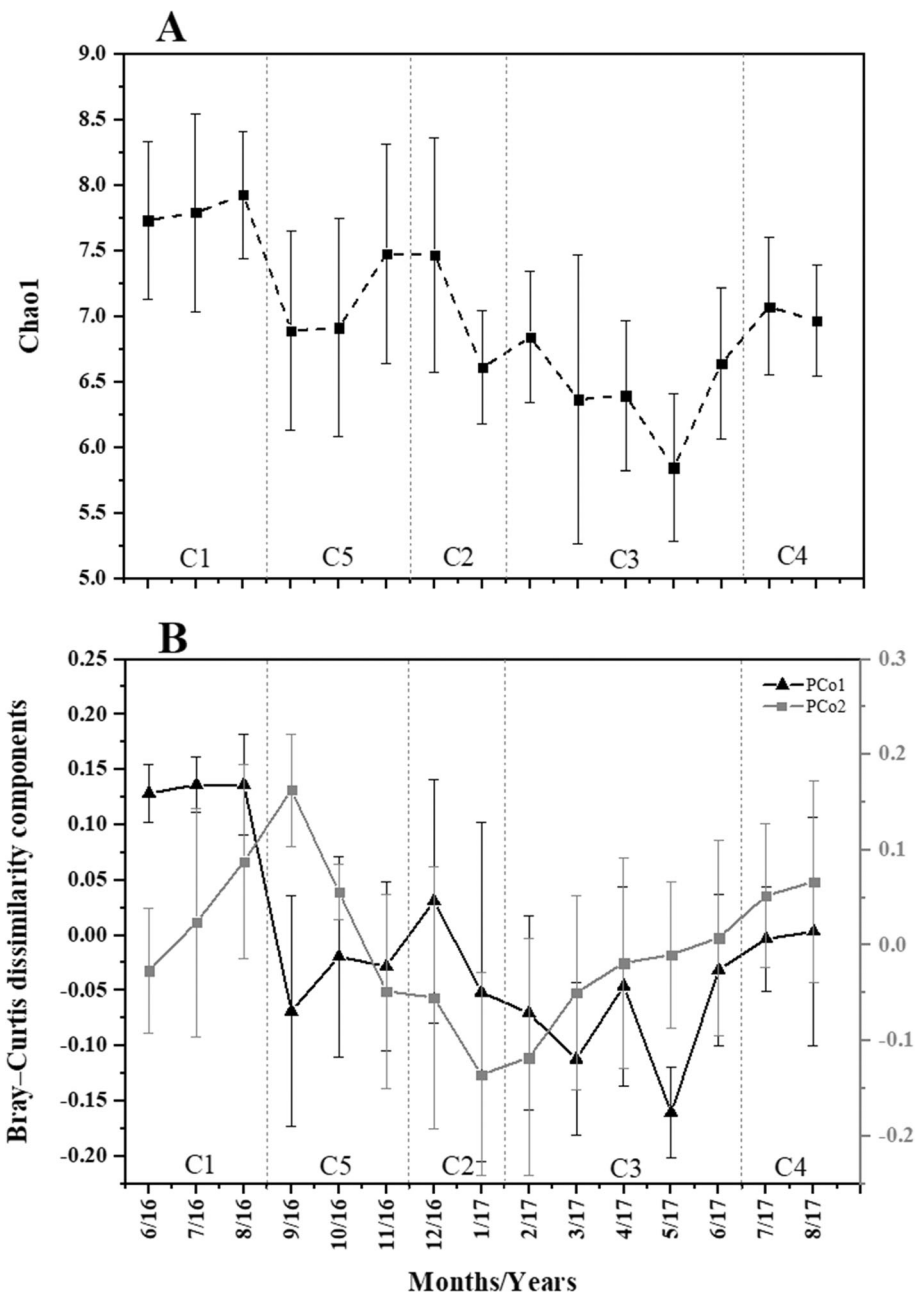 A
9.0
8.5
8.0
7.5
7.0
6.5
6.0
5.5
5.0
Chao1
C1 C5 C2 C3 C4
B
0.25
0.20
0.15
0.10
0.05
0.00
-0.05
-0.10
-0.15
-0.20
Bray–Curtis dissimilarity components
0.3
0.2
0.1
0.0
-0.1
-0.2
PCo1
PCo2
C1 C5 C2 C3 C4
6/16 7/16 8/16 9/16 10/16 11/16 12/16 1/17 2/17 3/17 4/17 5/17 6/17 7/17 8/17
Months/Years